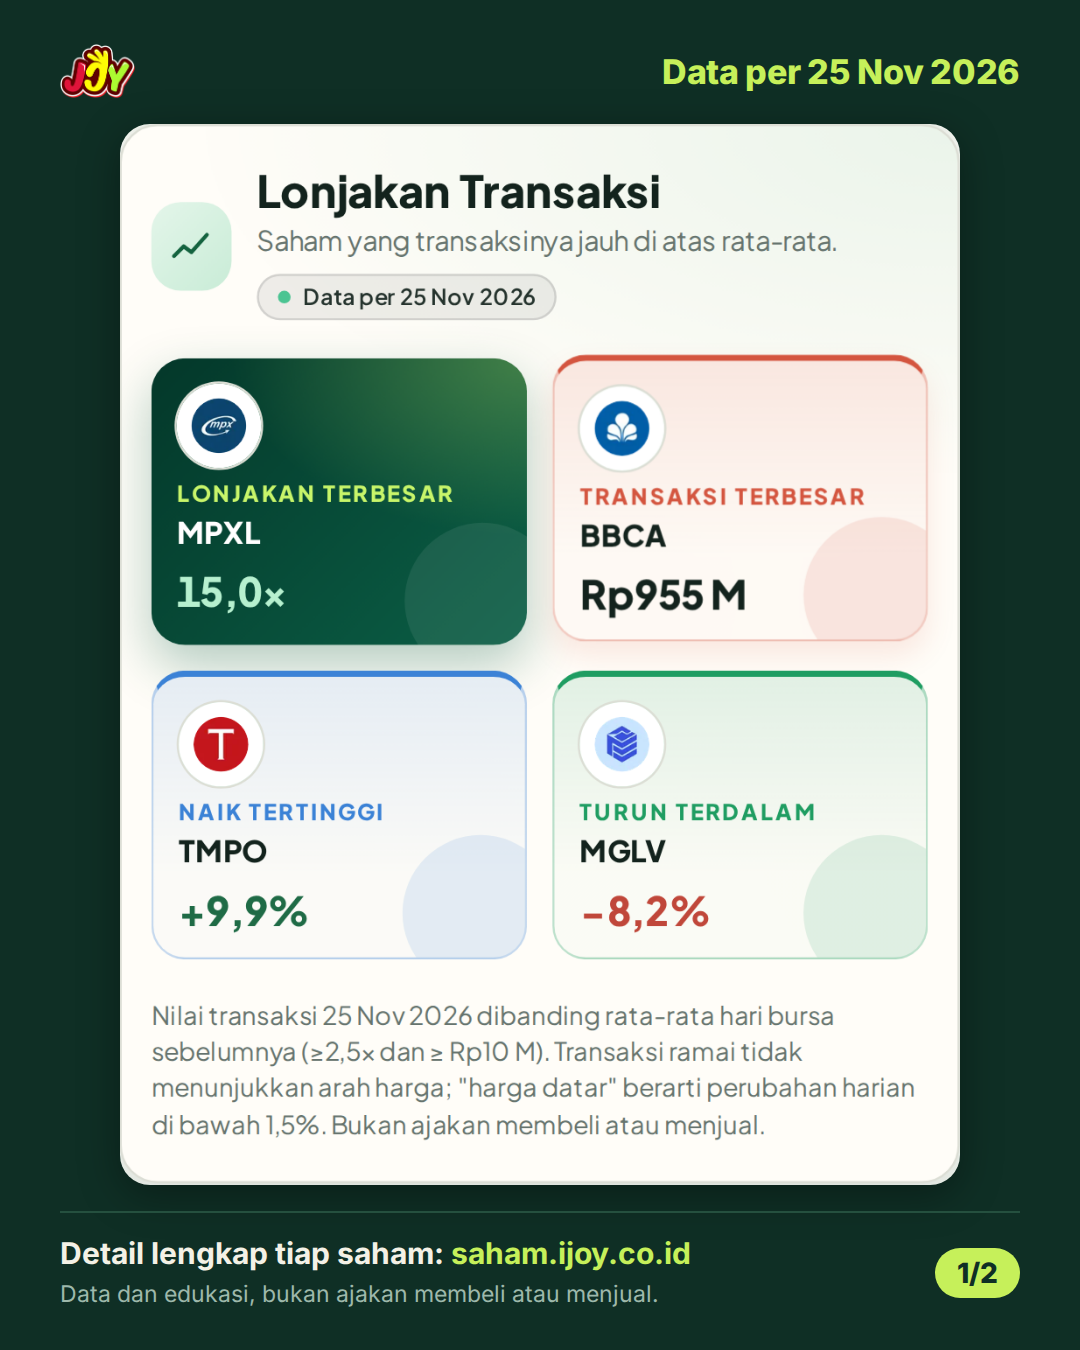 JOY
Data per 25 Nov 2026
Lonjakan Transaksi
Saham yang transaksinya jauh di atas rata-rata.
Data per 25 Nov 2026
mpx
LONJAKAN TERBESAR
MPXL
15,0×
TRANSAKSI TERBESAR
BBCA
Rp955 M
T
NAIK TERTINGGI
TMPO
+9,9%
TURUN TERDALAM
MGLV
−8,2%
Nilai transaksi 25 Nov 2026 dibanding rata-rata hari bursa
sebelumnya (≥2,5× dan ≥ Rp10 M). Transaksi ramai tidak
menunjukkan arah harga; "harga datar" berarti perubahan harian
di bawah 1,5%. Bukan ajakan membeli atau menjual.
Detail lengkap tiap saham: saham.ijoy.co.id
Data dan edukasi, bukan ajakan membeli atau menjual.
1/2